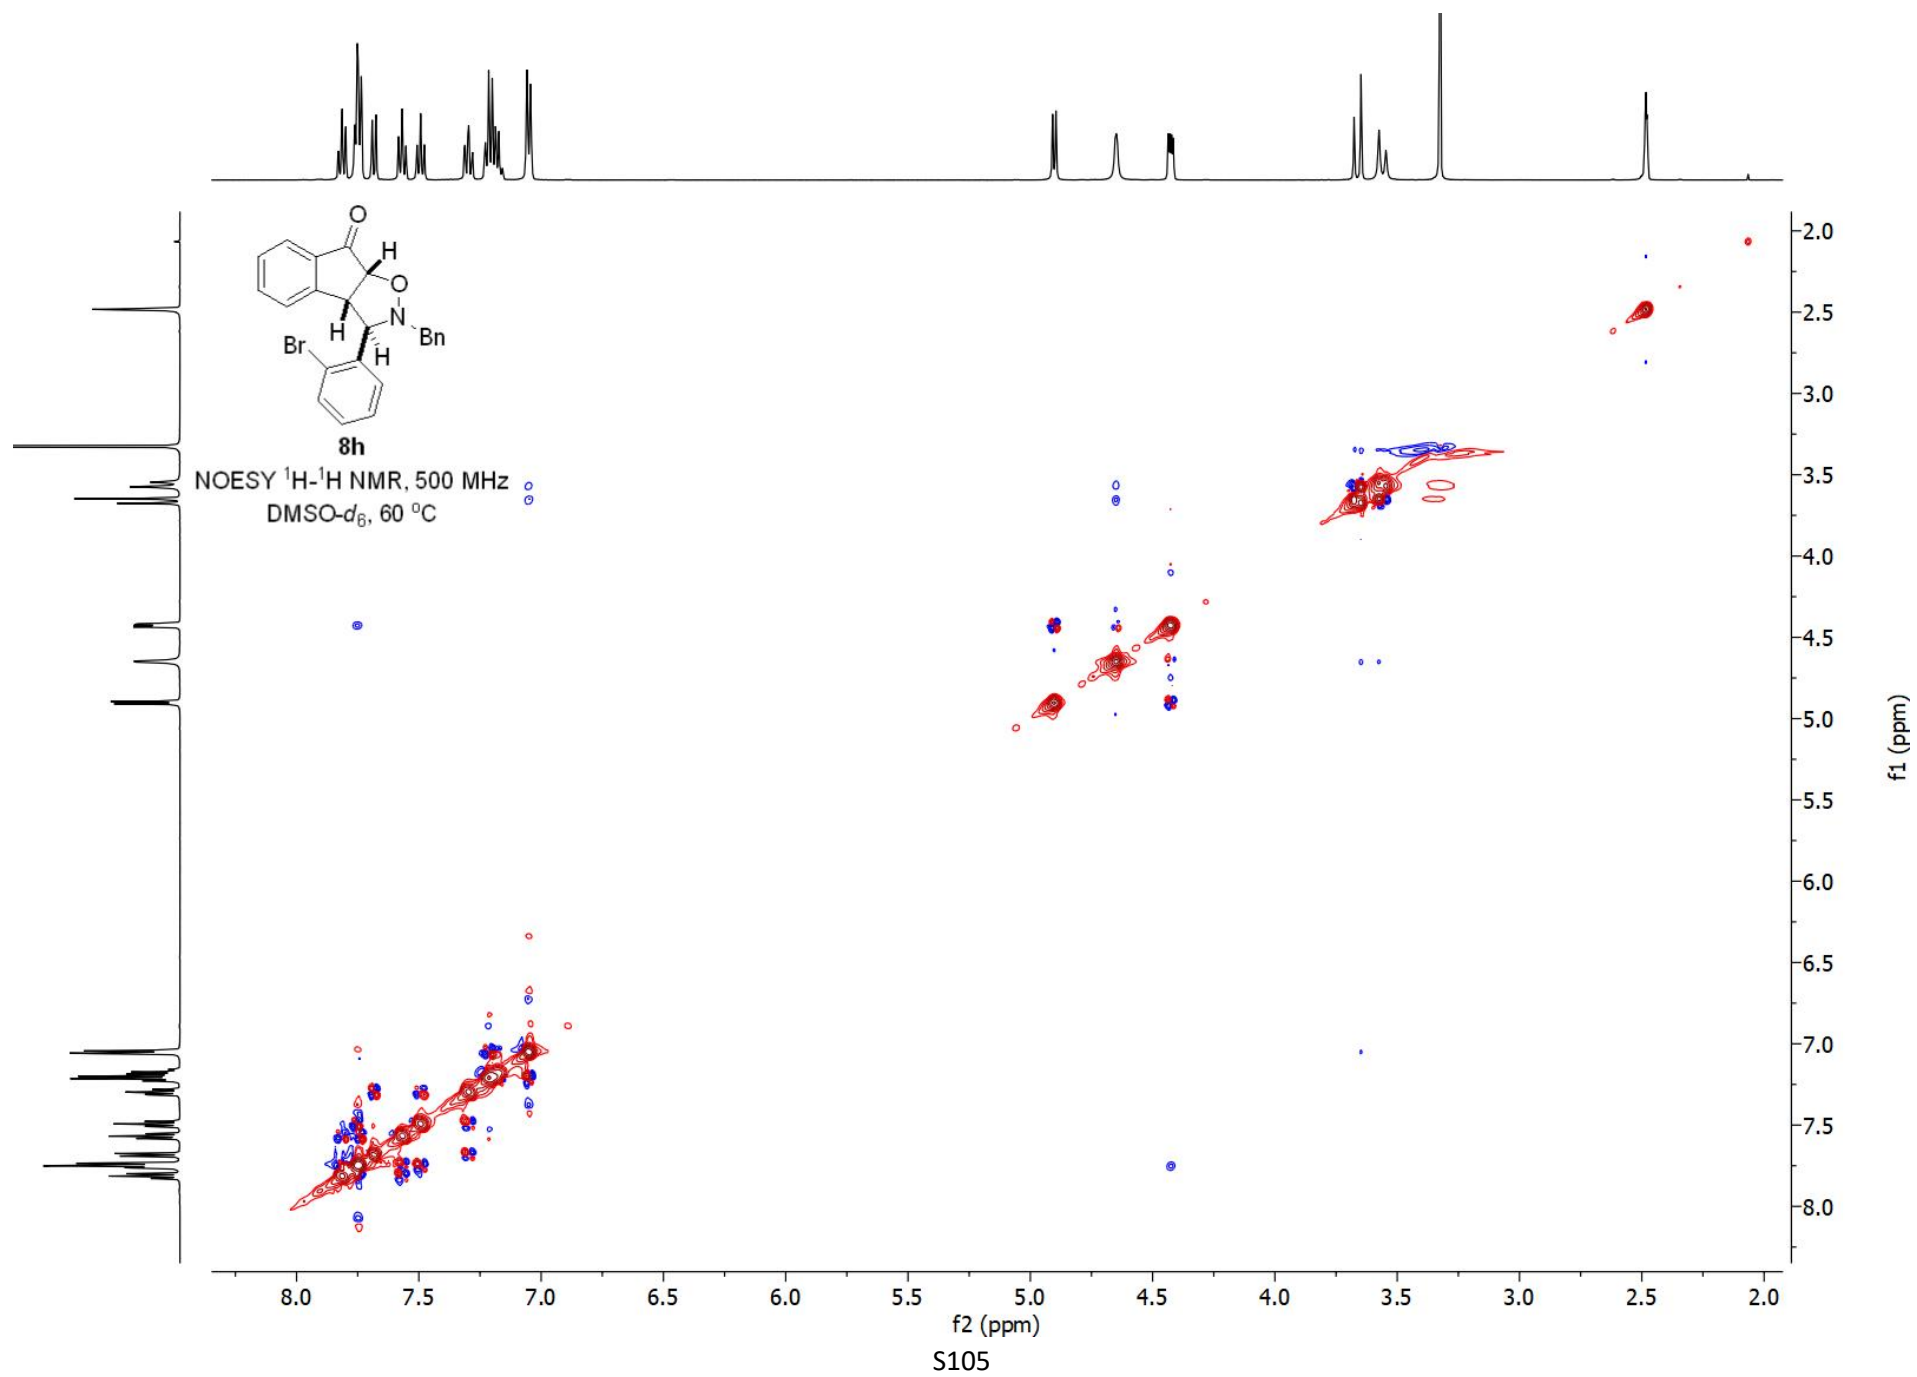 O
H
O
N
H
Bn
Br
H
8h
NOESY ¹H-¹H NMR, 500 MHz
DMSO-d₆, 60 °C
2.0
2.5
3.0
3.5
4.0
4.5
5.0
5.5
6.0
6.5
7.0
7.5
8.0
f1 (ppm)
8.0 7.5 7.0 6.5 6.0 5.5 5.0 4.5 4.0 3.5 3.0 2.5 2.0
f2 (ppm)
S105